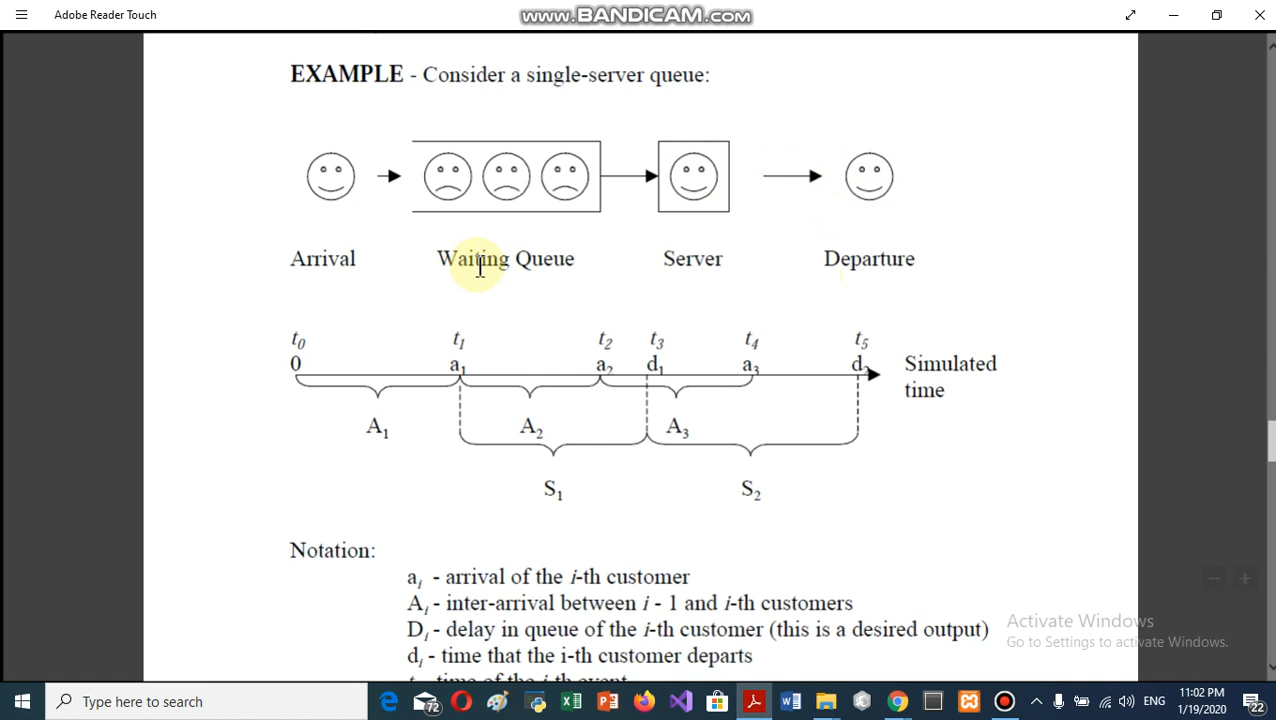 Adobe Reader Touch
www.BANDICAM.com
EXAMPLE - Consider a single-server queue:
Arrival Waiting Queue Server Departure
t0 t1 t2 t3 t4 t5
0 a1 a2 d1 a3 d2 Simulated
time
A1 A2 A3
S1 S2
Notation:
ai - arrival of the i-th customer
Ai - inter-arrival between i - 1 and i-th customers
Di - delay in queue of the i-th customer (this is a desired output)
di - time that the i-th customer departs
Activate Windows
Go to Settings to activate Windows.
Type here to search
72
ENG
11:02 PM
1/19/2020
22